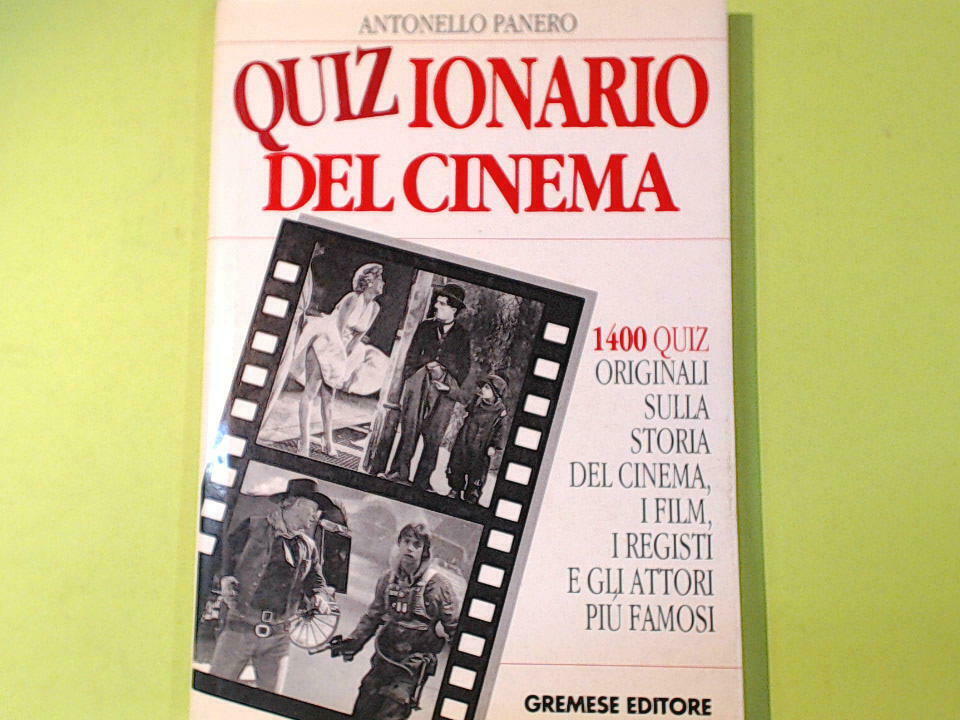 ANTONELLO PANERO
QUIZIONARIO
DEL CINEMA
1400 QUIZ
ORIGINALI
SULLA
STORIA
DEL CINEMA,
I FILM,
I REGISTI
E GLI ATTORI
PIÚ FAMOSI
GREMESE EDITORE